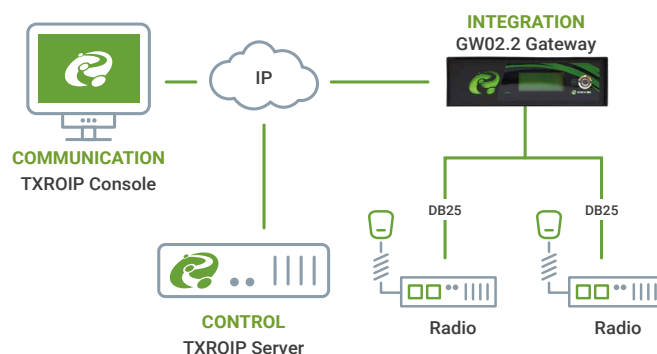 INTEGRATION
GW02.2 Gateway
IP
COMMUNICATION
TXROIP Console
DB25
DB25
CONTROL
TXROIP Server
Radio
Radio